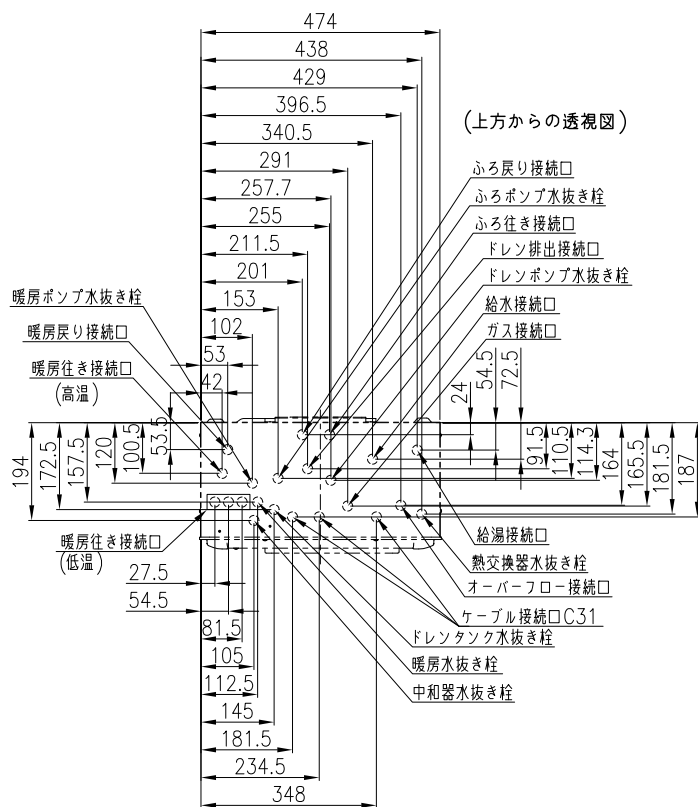 474
438
429
396.5
(上方からの透視図)
340.5
291
ふろ戻り接続口
257.7
ふろポンプ水抜き栓
255
ふろ往き接続口
211.5
ドレン排出接続口
201
ドレンポンプ水抜き栓
暖房ポンプ水抜き栓
153
給水接続口
暖房戻り接続口
102
ガス接続口
暖房往き接続口
(高温)
53
42
24
54.5
72.5
194
172.5
157.5
120
100.5
53.5
91.5
110.5
114.3
164
165.5
181.5
187
暖房往き接続口
(低温)
給湯接続口
熱交換器水抜き栓
オーバーフロー接続口
27.5
ケーブル接続口C31
54.5
ドレンタンク水抜き栓
81.5
暖房水抜き栓
105
中和器水抜き栓
112.5
145
181.5
234.5
348